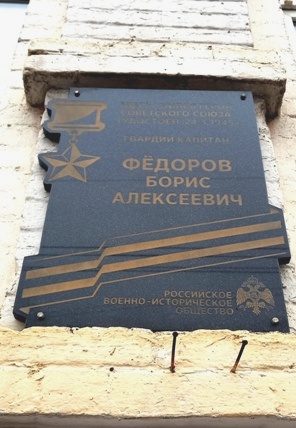 СОВЕТСКОГО СОЮЗА
ГВАРДИИ КАПИТАН
ФЁДОРОВ
БОРИС
АЛЕКСЕЕВИЧ
РОССИЙСКОЕ
ВОЕННО-ИСТОРИЧЕСКОЕ
ОБЩЕСТВО